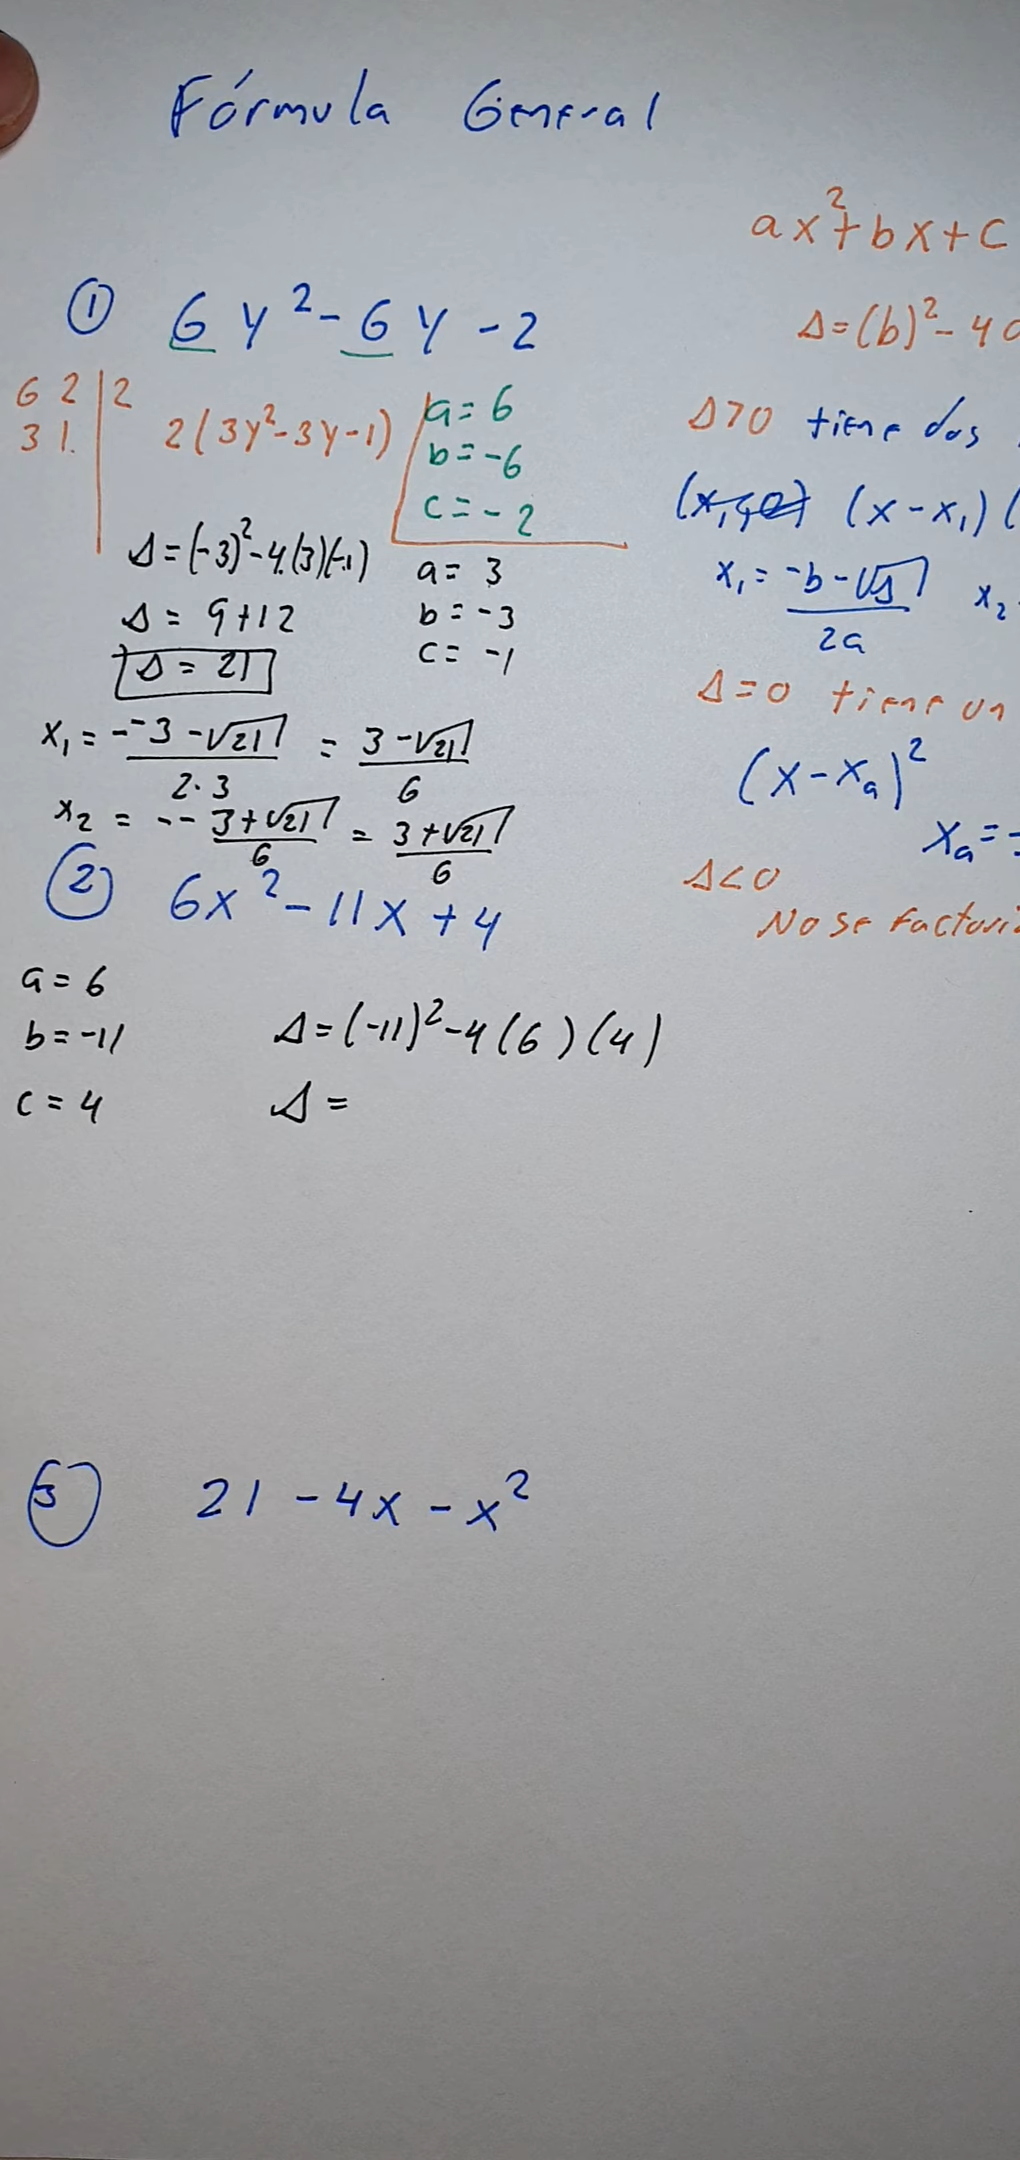 Fórmula General
ax²+bx+c
① 6y²-6y-2
Δ=(b)²-4
6 2 | 2
3 1.
2(3y²-3y-1)
a=6
b=-6
c=-2
Δ>0 tiene dos
(x-x₁)(
Δ=(-3)²-4.(3)(-1)
a=3
x₁=-b-√Δ/2a
x₂
Δ=9+12
b=-3
Δ=21
c=-1
Δ=0 tiene un
x₁=--3-√21/2·3=3-√21/6
(x-xₐ)²
x₂=--3+√21/6=3+√21/6
xₐ=-
Δ<0
② 6x²-11x+4
No se factori
a=6
b=-11
Δ=(-11)²-4(6)(4)
c=4
Δ=
③ 21-4x-x²